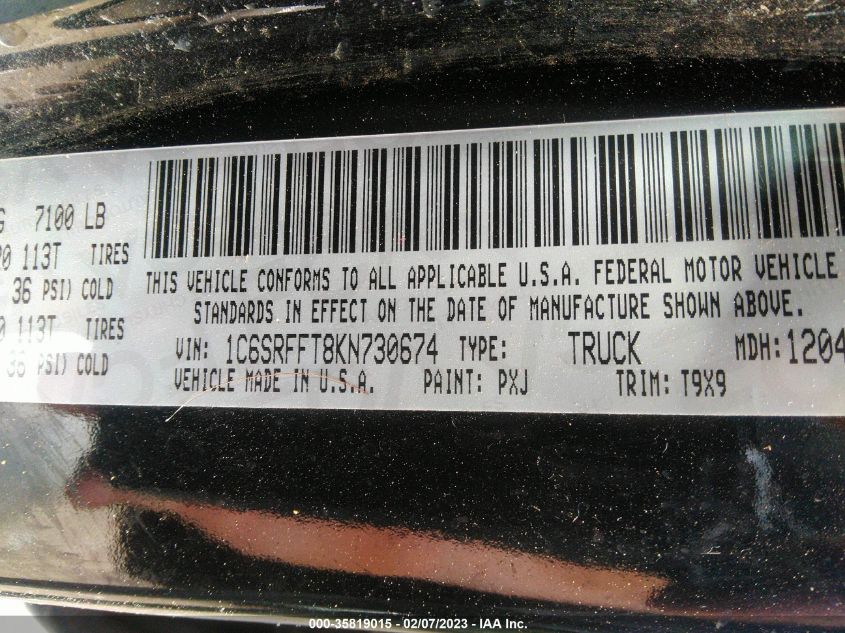 G 7100 LB
20 113T TIRES
36 PSI) COLD
0 113T TIRES
36 PSI) COLD
THIS VEHICLE CONFORMS TO ALL APPLICABLE U.S.A. FEDERAL MOTOR VEHICLE
STANDARDS IN EFFECT ON THE DATE OF MANUFACTURE SHOWN ABOVE.
VIN: 1C6SRFFT8KN730674 TYPE: TRUCK MDH: 1204
VEHICLE MADE IN U.S.A. PAINT: PXJ TRIM: T9X9
000-35819015 - 02/07/2023 - IAA Inc.